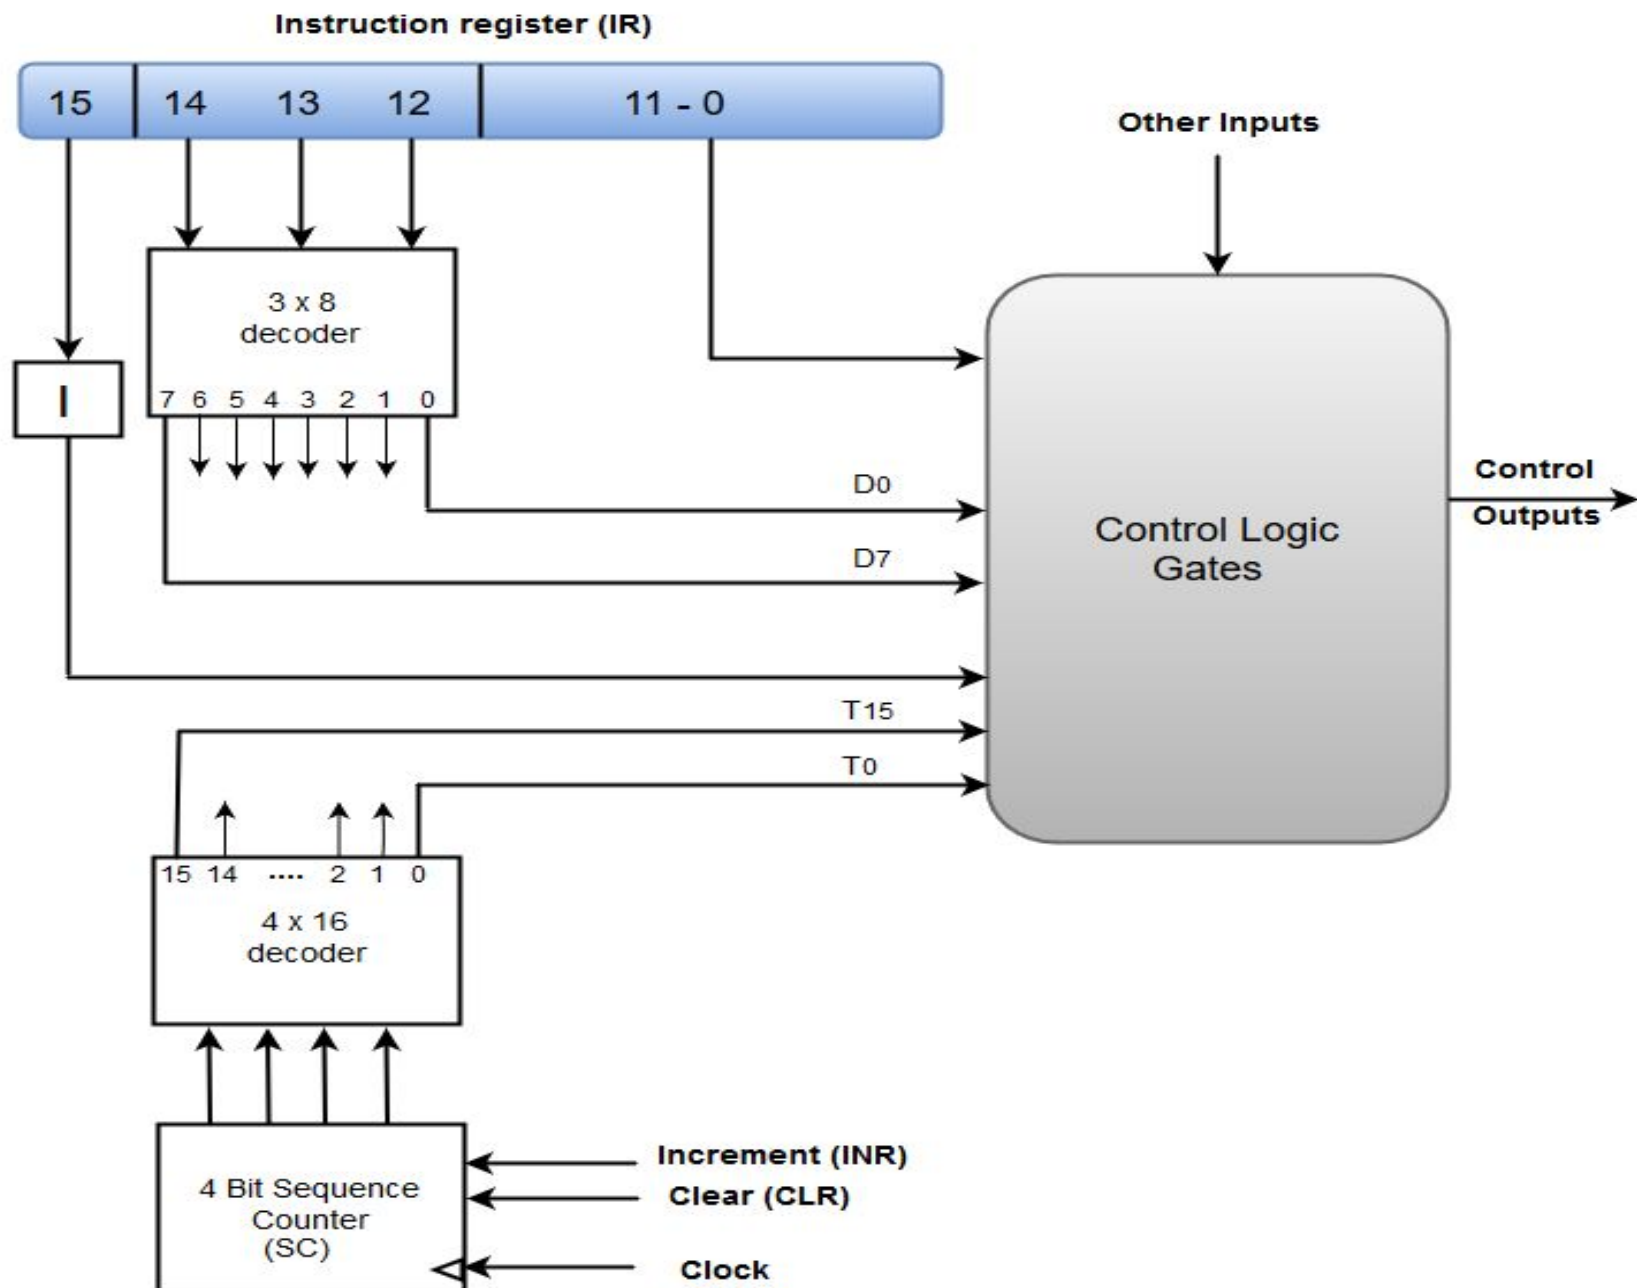 Instruction register (IR)
15 14 13 12 11 - 0
Other Inputs
3 x 8
decoder
I
7 6 5 4 3 2 1 0
D0
Control
Outputs
Control Logic
Gates
D7
T15
T0
15 14 .... 2 1 0
4 x 16
decoder
Increment (INR)
4 Bit Sequence
Counter
(SC)
Clear (CLR)
Clock